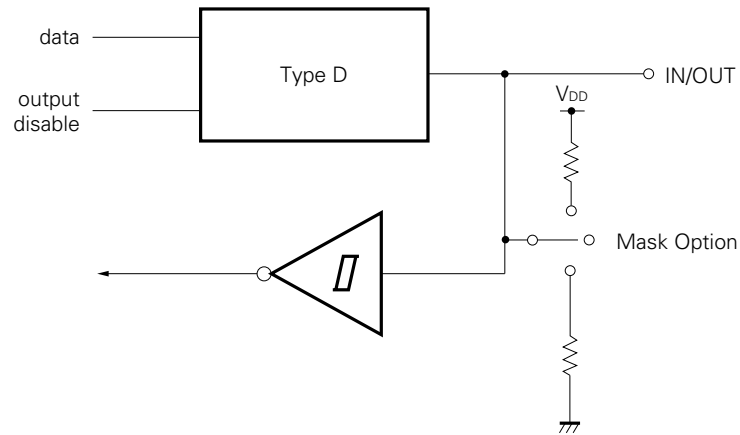 data
Type D
IN/OUT
output
disable
VDD
Mask Option